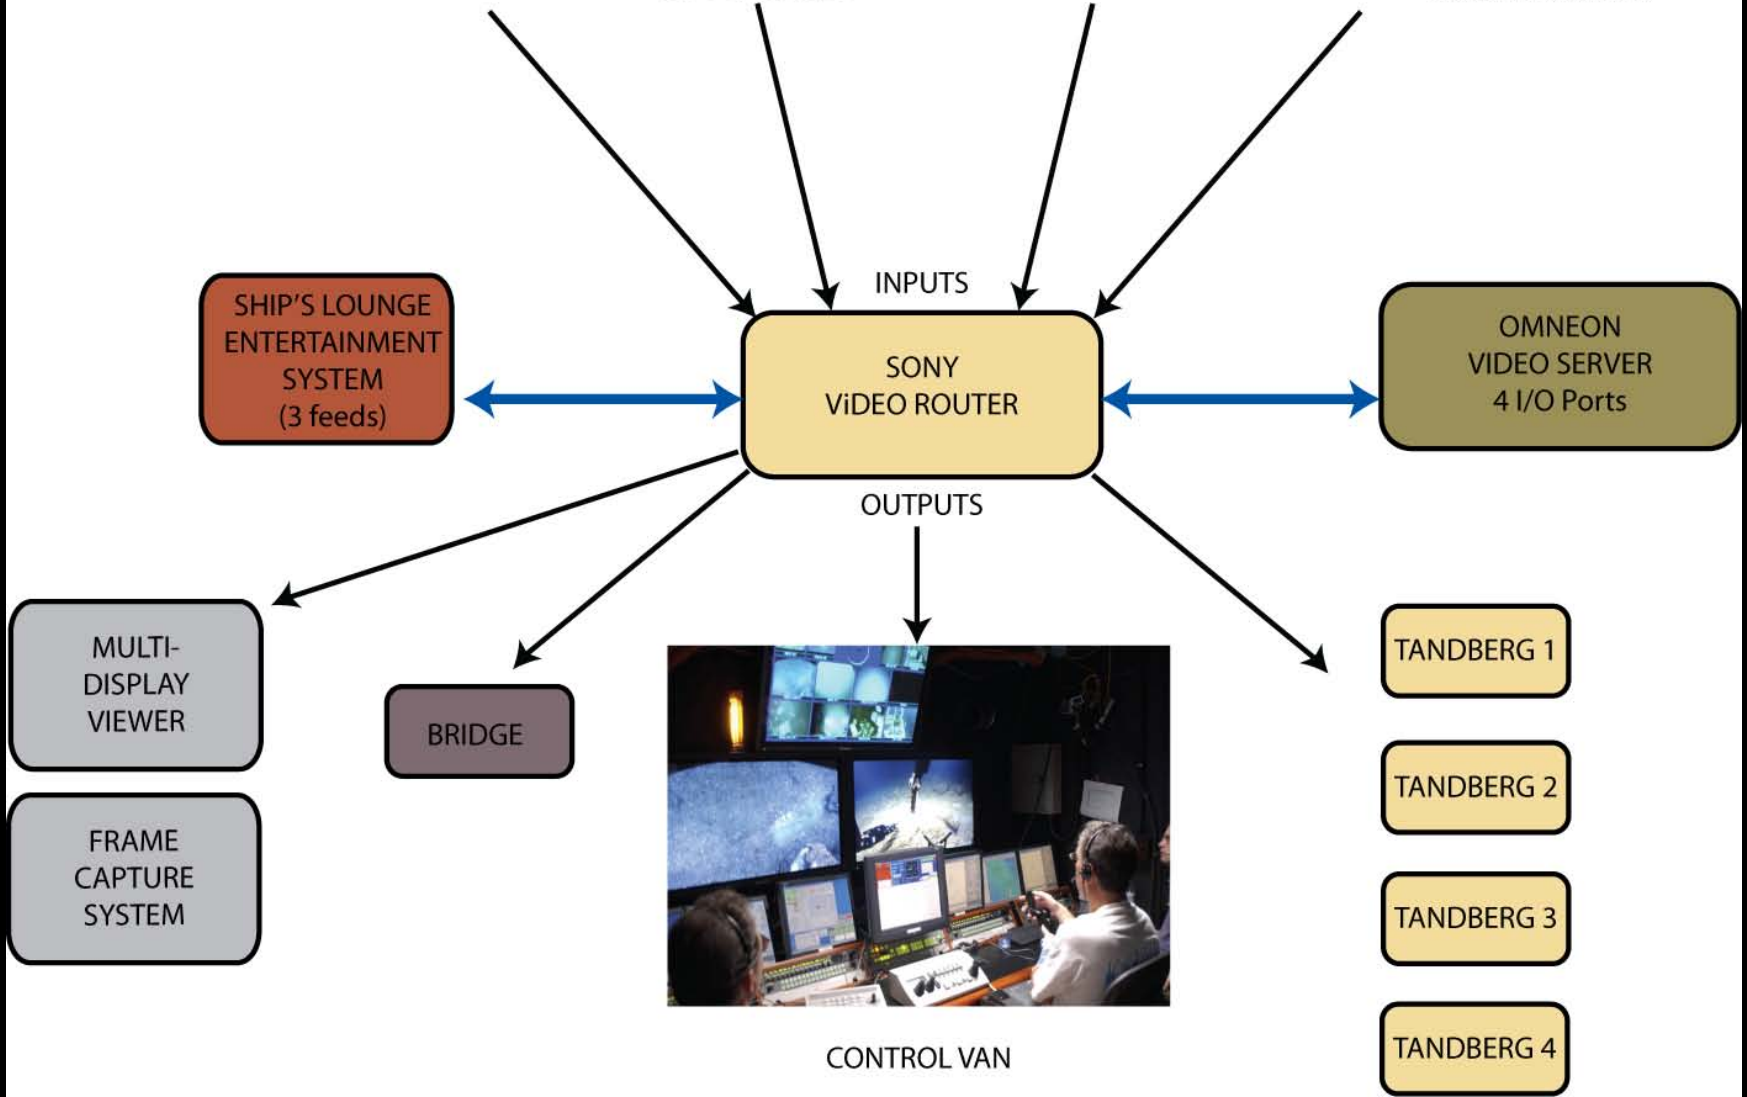 INPUTS
SHIP'S LOUNGE
ENTERTAINMENT
SYSTEM
(3 feeds)
SONY
ViDEO ROUTER
OMNEON
VIDEO SERVER
4 I/O Ports
OUTPUTS
MULTI-
DISPLAY
VIEWER
BRIDGE
FRAME
CAPTURE
SYSTEM
TANDBERG 1
TANDBERG 2
TANDBERG 3
TANDBERG 4
CONTROL VAN